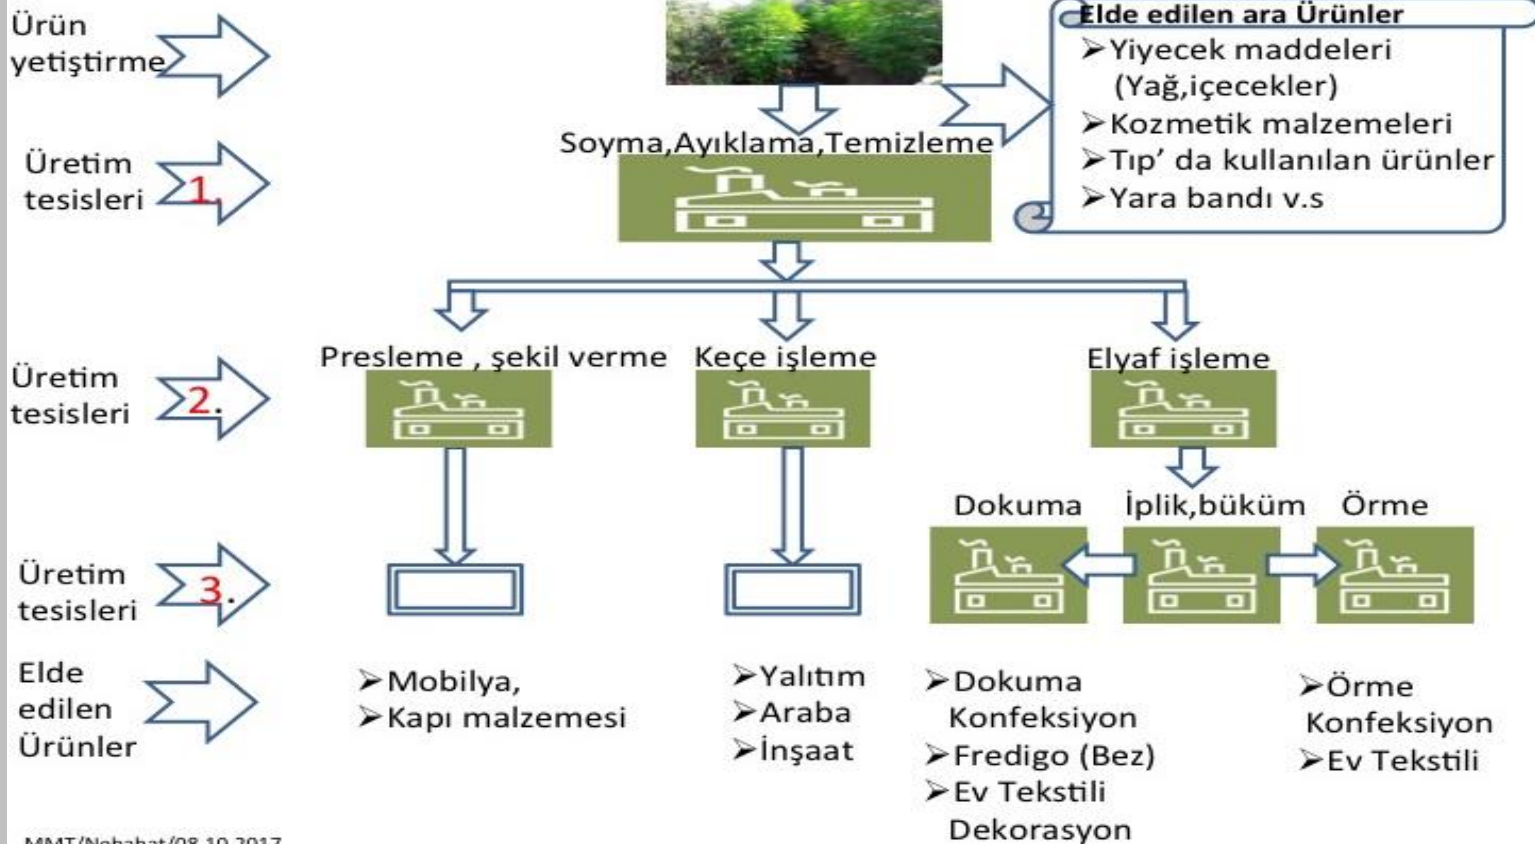 Ürün
yetiştirme
Elde edilen ara Ürünler
➢Yiyecek maddeleri
(Yağ,içecekler)
➢Kozmetik malzemeleri
➢Tıp’ da kullanılan ürünler
➢Yara bandı v.s
Üretim
tesisleri
1.
Soyma,Ayıklama,Temizleme
Üretim
tesisleri
2.
Presleme , şekil verme
Keçe işleme
Elyaf işleme
Üretim
tesisleri
3.
Dokuma
İplik,büküm
Örme
Elde
edilen
Ürünler
➢Mobilya,
➢Kapı malzemesi
➢Yalıtım
➢Araba
➢İnşaat
➢Dokuma
Konfeksiyon
➢Fredigo (Bez)
➢Ev Tekstili
Dekorasyon
➢Örme
Konfeksiyon
➢Ev Tekstili